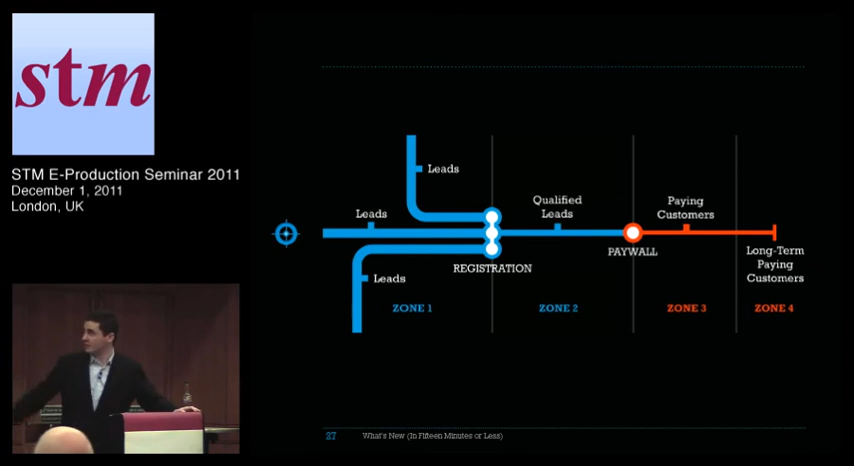 stm
STM E-Production Seminar 2011
December 1, 2011
London, UK
Leads
Leads
Leads
Qualified
Leads
Paying
Customers
REGISTRATION
PAYWALL
Long-Term
Paying
Customers
ZONE 1
ZONE 2
ZONE 3
ZONE 4
27
What's New (In Fifteen Minutes or Less)